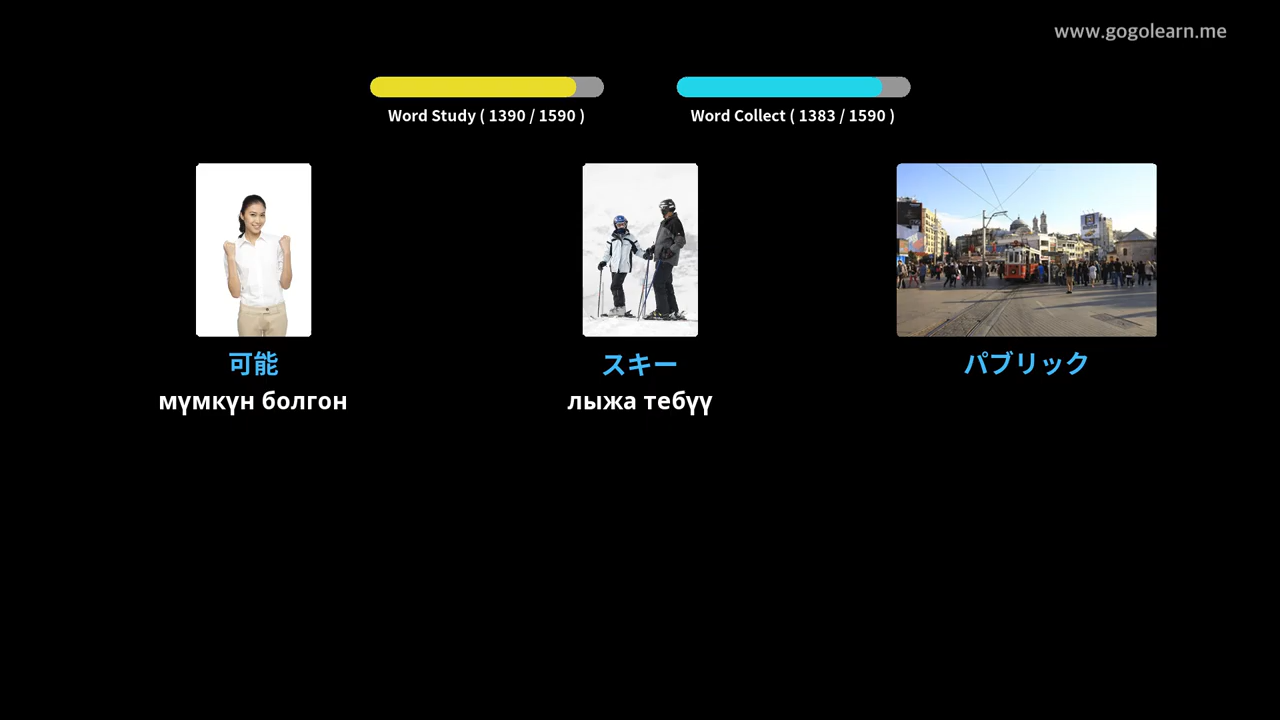 www.gogolearn.me
Word Study ( 1390 / 1590 )
Word Collect ( 1383 / 1590 )
可能
スキー
パブリック
мүмкүн болгон
лыжа тебүү